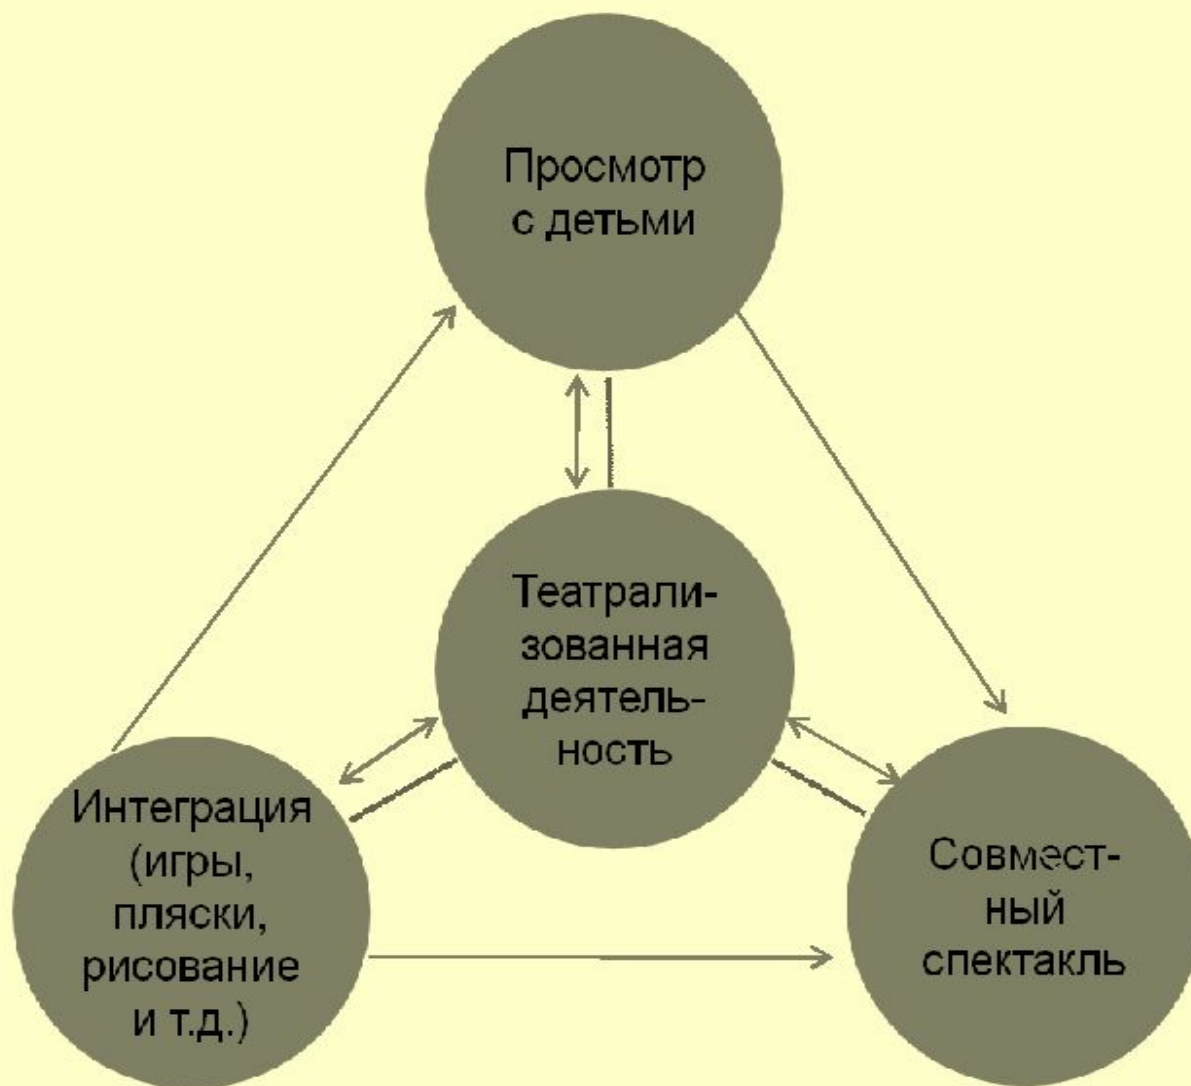 Просмотр
с детьми
Театрали-
зованная
деятель-
ность
Интеграция
(игры,
пляски,
рисование
и т.д.)
Совмест-
ный
спектакль